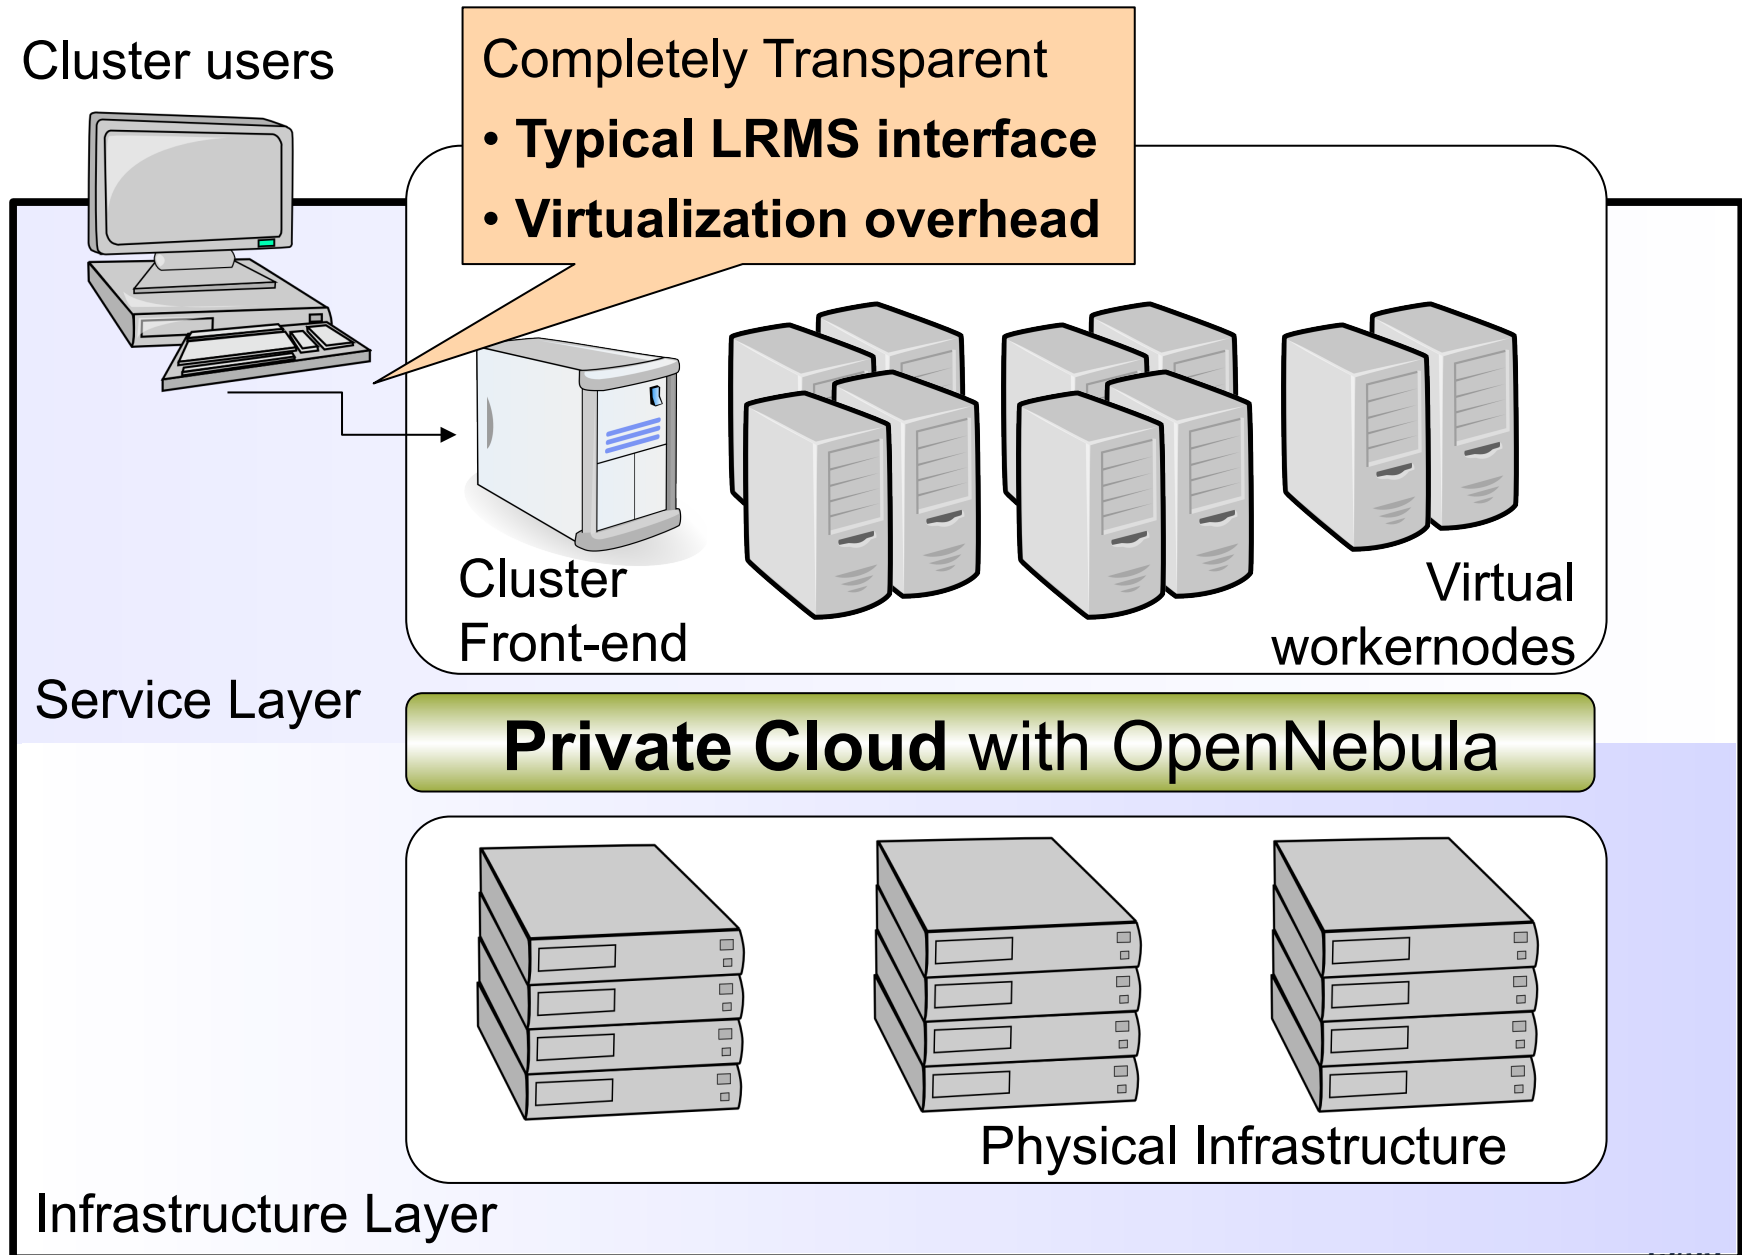 Cluster users
Completely Transparent
• Typical LRMS interface
• Virtualization overhead
Cluster
Front-end
Virtual
workernodes
Service Layer
Private Cloud with OpenNebula
Physical Infrastructure
Infrastructure Layer